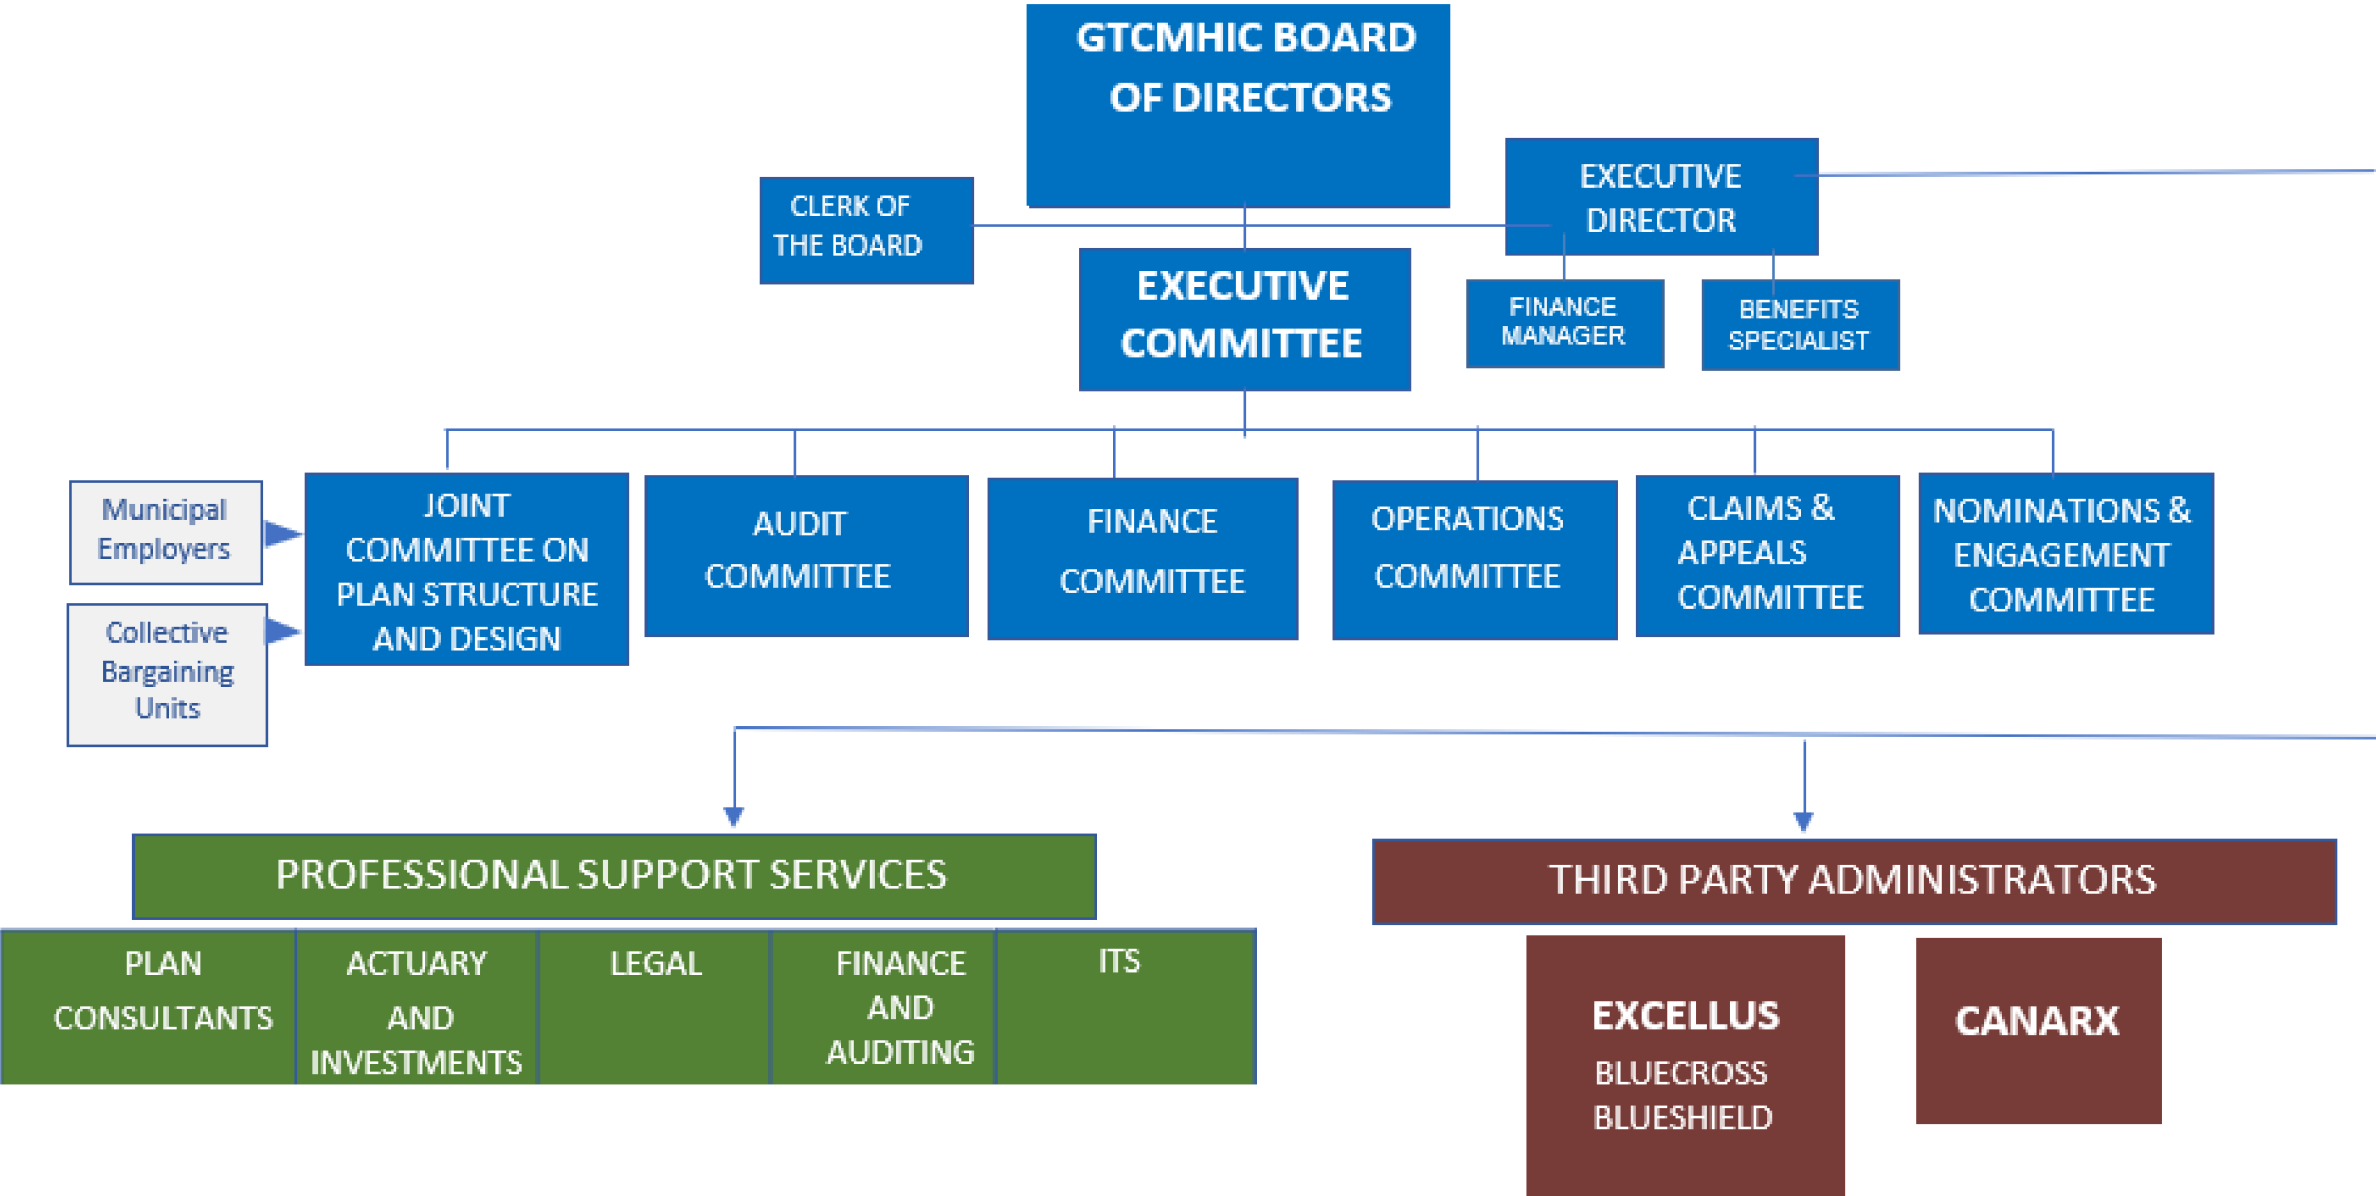 GTCMHIC BOARD
OF DIRECTORS
CLERK OF
THE BOARD
EXECUTIVE
DIRECTOR
EXECUTIVE
COMMITTEE
FINANCE
MANAGER
BENEFITS
SPECIALIST
Municipal
Employers
Collective
Bargaining
Units
JOINT
COMMITTEE ON
PLAN STRUCTURE
AND DESIGN
AUDIT
COMMITTEE
FINANCE
COMMITTEE
OPERATIONS
COMMITTEE
CLAIMS &
APPEALS
COMMITTEE
NOMINATIONS &
ENGAGEMENT
COMMITTEE
PROFESSIONAL SUPPORT SERVICES
PLAN
CONSULTANTS
ACTUARY
AND
INVESTMENTS
LEGAL
FINANCE
AND
AUDITING
ITS
THIRD PARTY ADMINISTRATORS
EXCELLUS
BLUECROSS
BLUESHIELD
CANARX